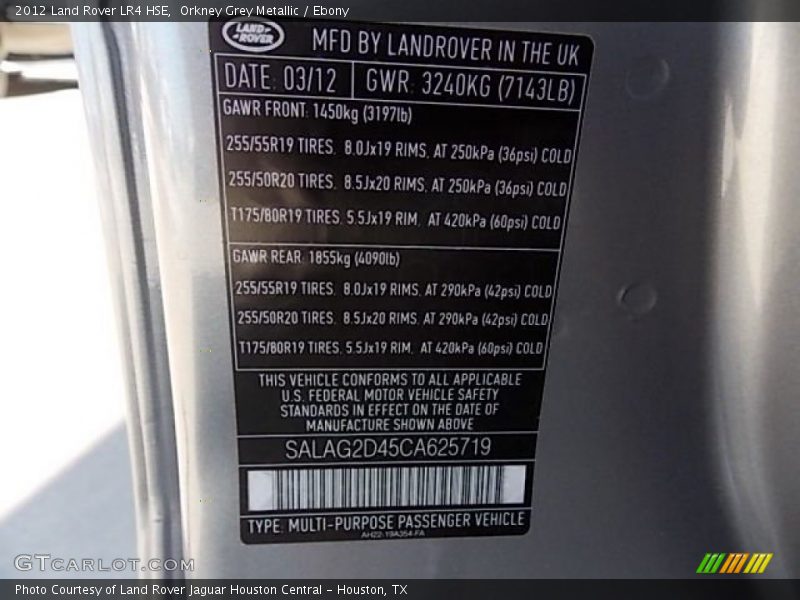 2012 Land Rover LR4 HSE,  Orkney Grey Metallic / Ebony
LAND-ROVER
MFD BY LANDROVER IN THE UK
DATE: 03/12 GWR: 3240KG (7143LB)
GAWR FRONT: 1450kg (3197lb)
255/55R19 TIRES, 8.0Jx19 RIMS, AT 250kPa (36psi) COLD
255/50R20 TIRES, 8.5Jx20 RIMS, AT 250kPa (36psi) COLD
T175/80R19 TIRES, 5.5Jx19 RIM, AT 420kPa (60psi) COLD
GAWR REAR: 1855kg (4090lb)
255/55R19 TIRES, 8.0Jx19 RIMS, AT 290kPa (42psi) COLD
255/50R20 TIRES, 8.5Jx20 RIMS, AT 290kPa (42psi) COLD
T175/80R19 TIRES, 5.5Jx19 RIM, AT 420kPa (60psi) COLD
THIS VEHICLE CONFORMS TO ALL APPLICABLE
U.S. FEDERAL MOTOR VEHICLE SAFETY
STANDARDS IN EFFECT ON THE DATE OF
MANUFACTURE SHOWN ABOVE
SALAG2D45CA625719
TYPE: MULTI-PURPOSE PASSENGER VEHICLE
AH22-19A354-FA
GTCarLot.com
Photo Courtesy of Land Rover Jaguar Houston Central - Houston, TX